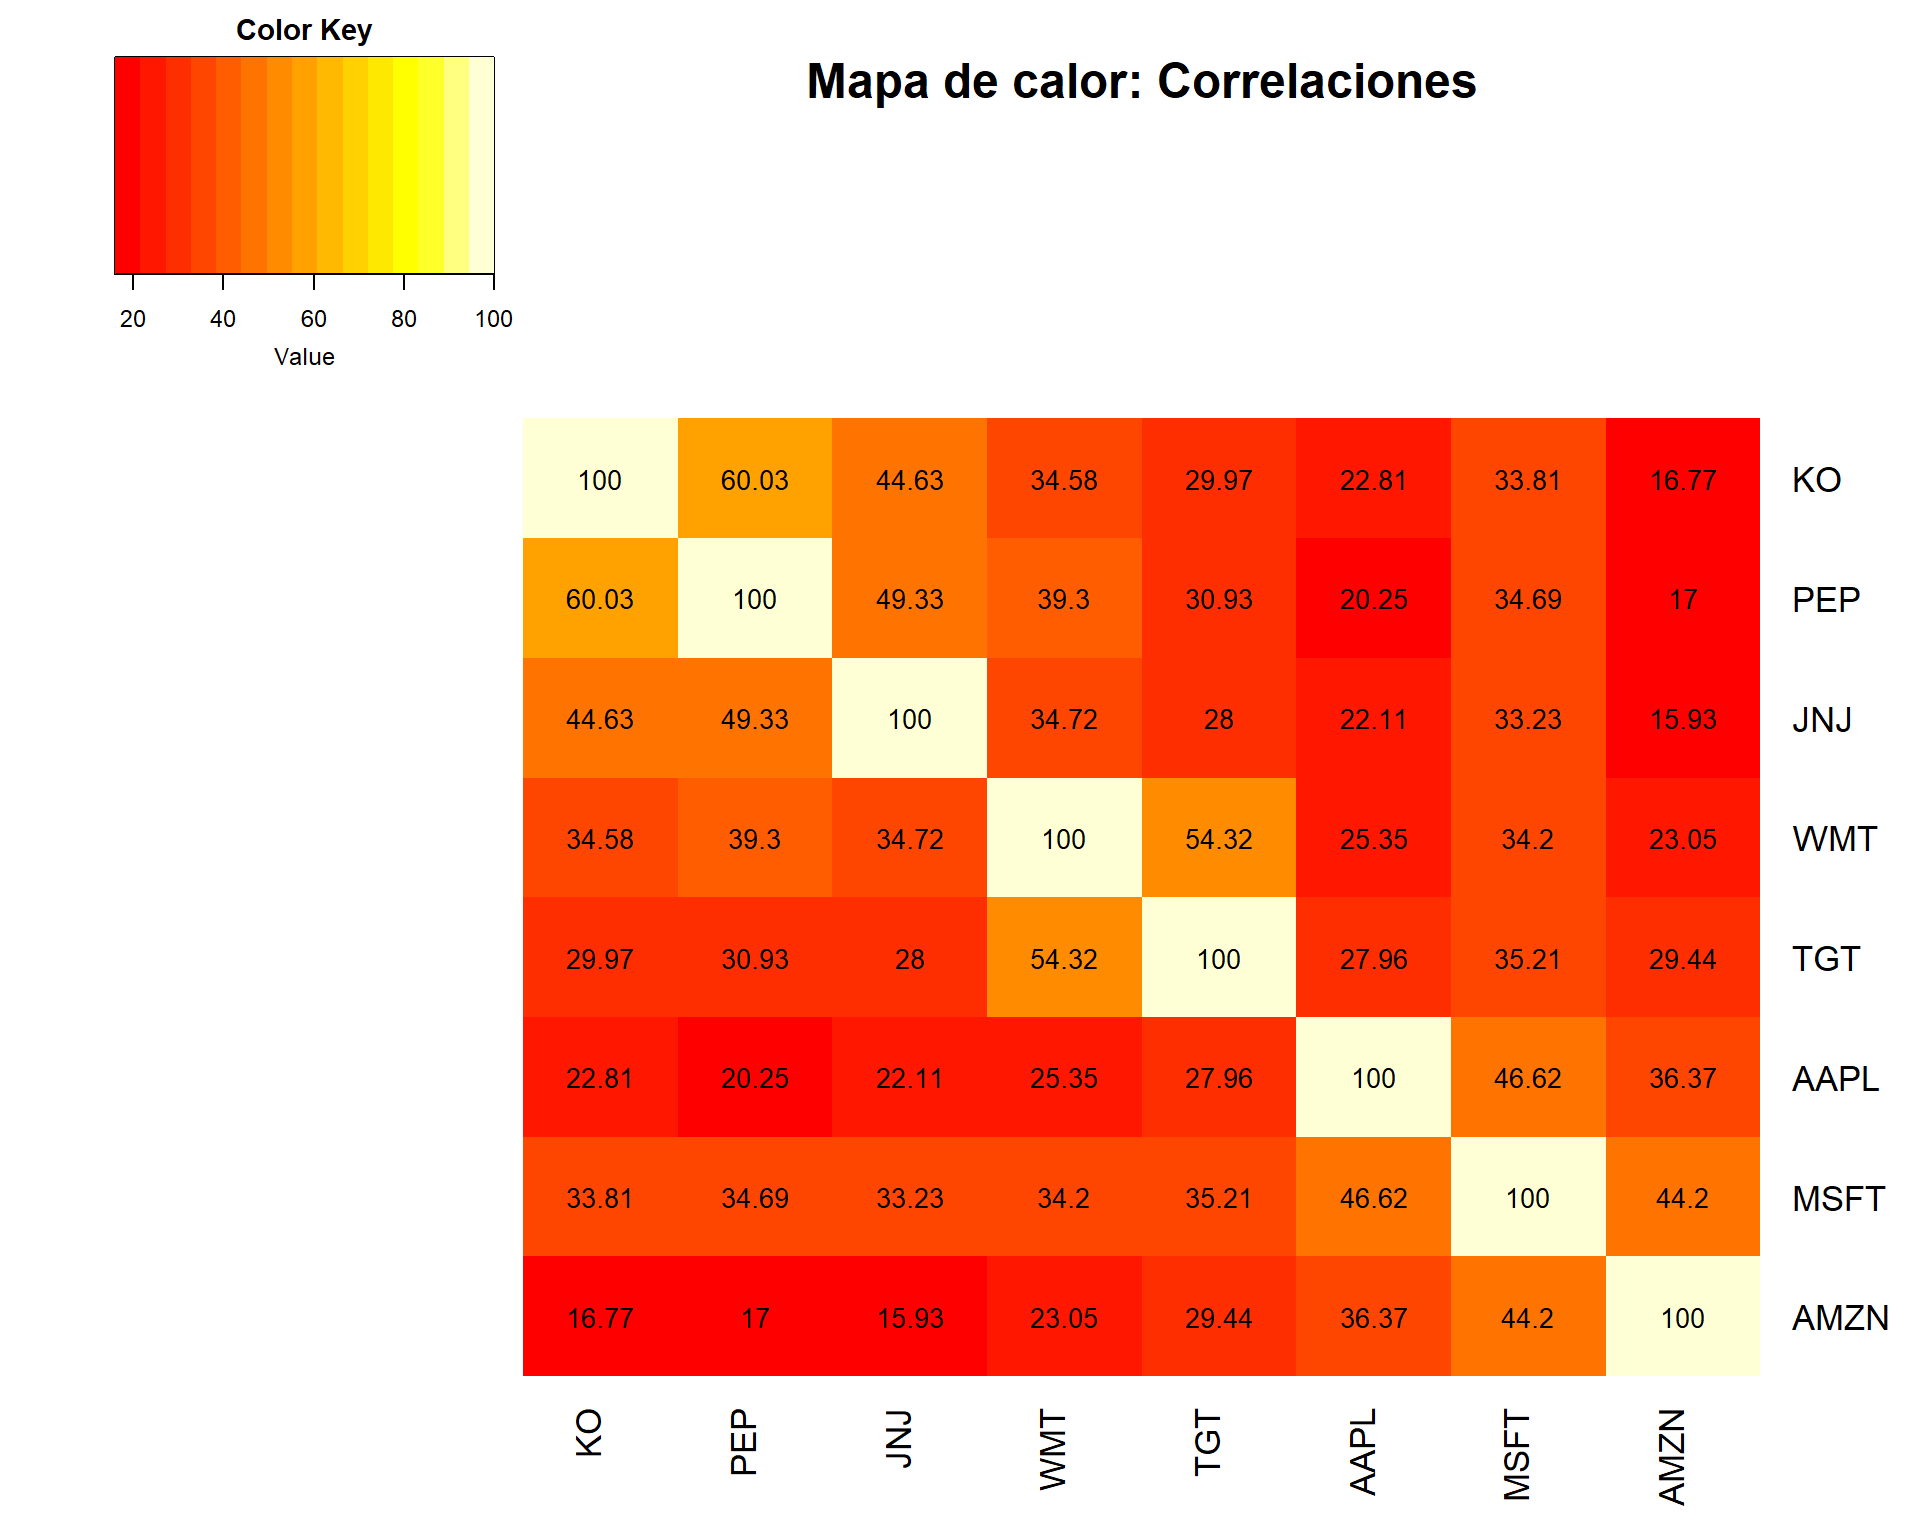 Color Key
Mapa de calor: Correlaciones
20 40 60 80 100
Value
100 60.03 44.63 34.58 29.97 22.81 33.81 16.77 KO
60.03 100 49.33 39.3 30.93 20.25 34.69 17 PEP
44.63 49.33 100 34.72 28 22.11 33.23 15.93 JNJ
34.58 39.3 34.72 100 54.32 25.35 34.2 23.05 WMT
29.97 30.93 28 54.32 100 27.96 35.21 29.44 TGT
22.81 20.25 22.11 25.35 27.96 100 46.62 36.37 AAPL
33.81 34.69 33.23 34.2 35.21 46.62 100 44.2 MSFT
16.77 17 15.93 23.05 29.44 36.37 44.2 100 AMZN
KO PEP JNJ WMT TGT AAPL MSFT AMZN